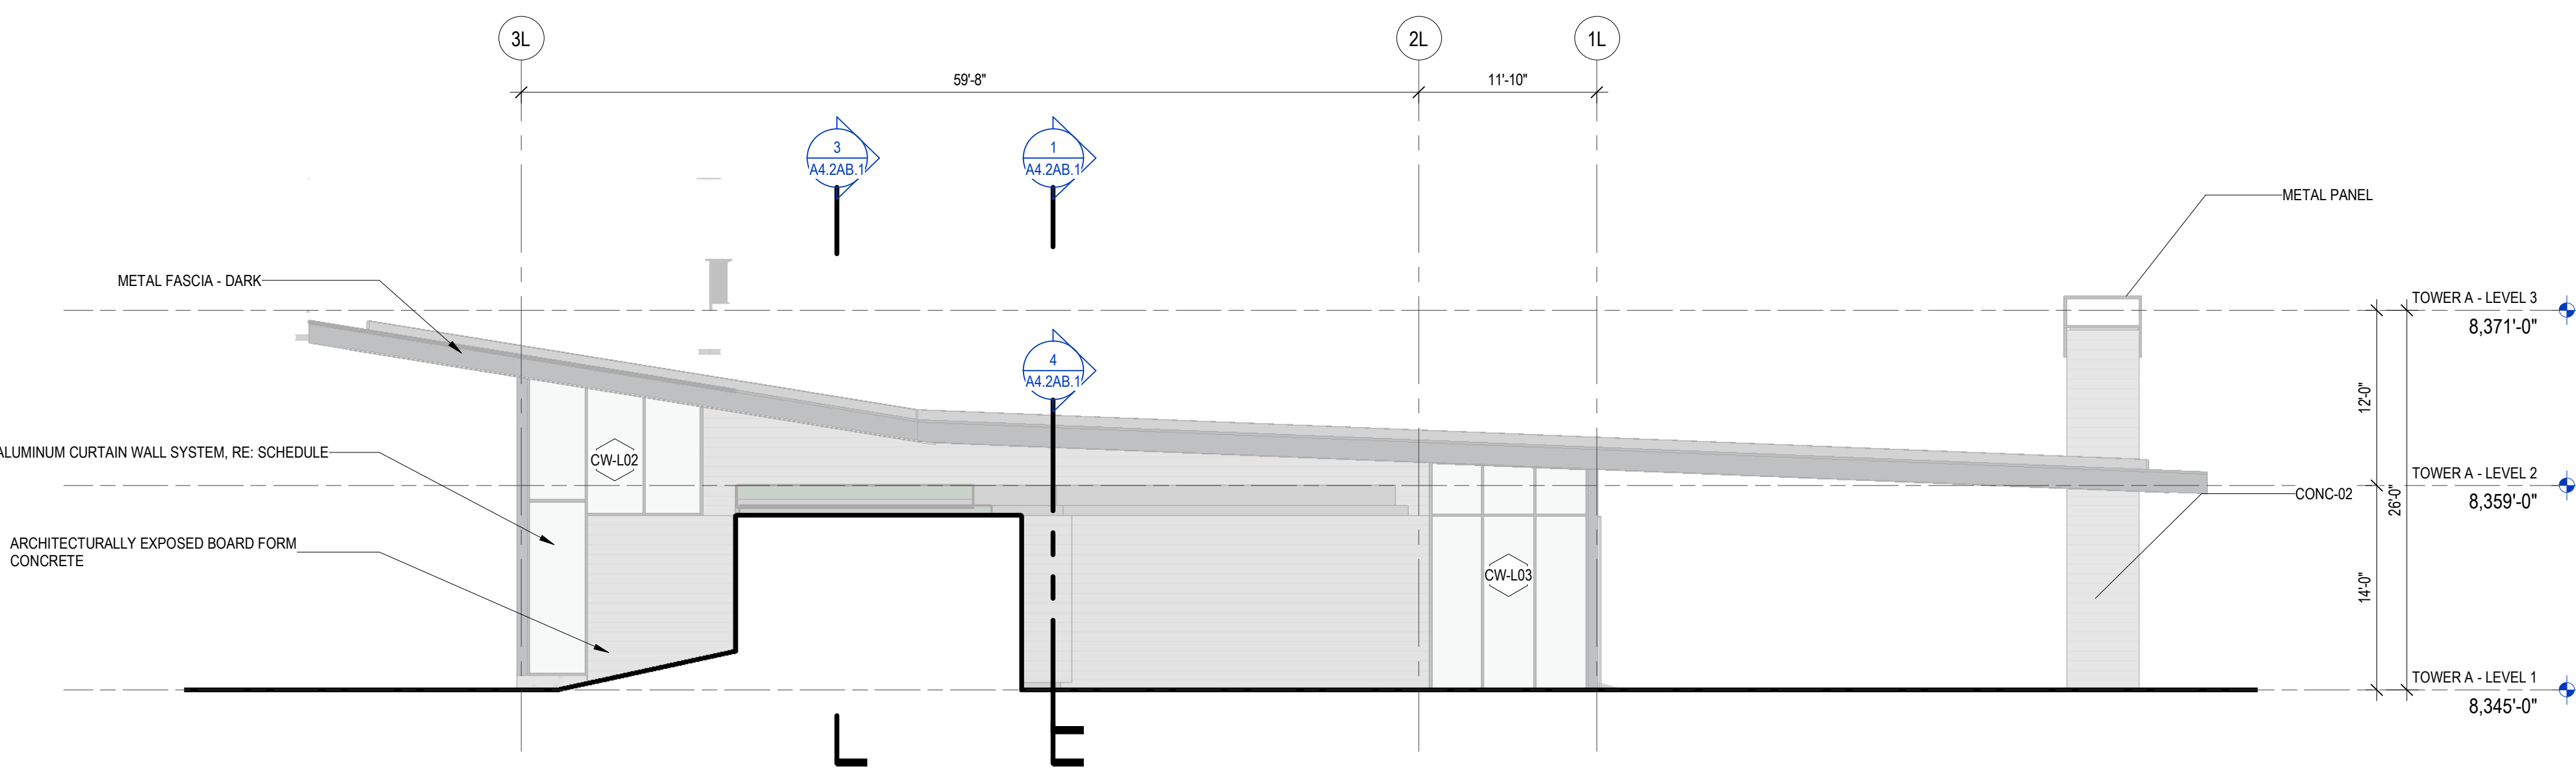 3L
2L
1L
59'-8"
11'-10"
3
A4.2AB.1
1
A4.2AB.1
METAL PANEL
METAL FASCIA - DARK
TOWER A - LEVEL 3
8,371'-0"
4
A4.2AB.1
12'-0"
ALUMINUM CURTAIN WALL SYSTEM, RE: SCHEDULE
CW-L02
TOWER A - LEVEL 2
8,359'-0"
CONC-02
26'-0"
ARCHITECTURALLY EXPOSED BOARD FORM
CONCRETE
CW-L03
14'-0"
TOWER A - LEVEL 1
8,345'-0"